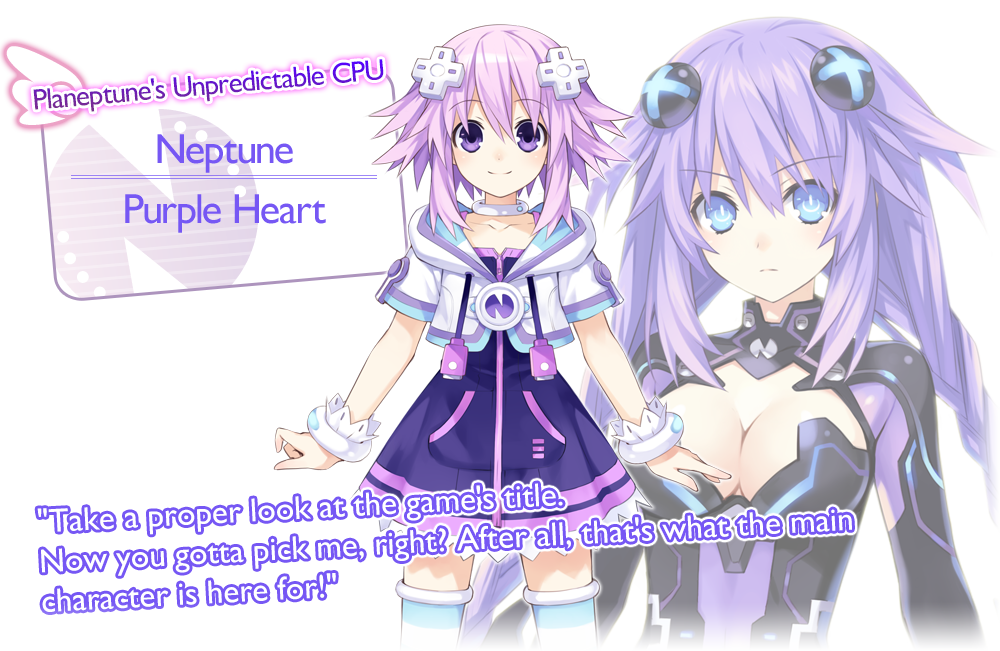 Planeptune's Unpredictable CPU
Neptune
Purple Heart
"Take a proper look at the game's title.
Now you gotta pick me, right? After all, that's what the main
character is here for!"